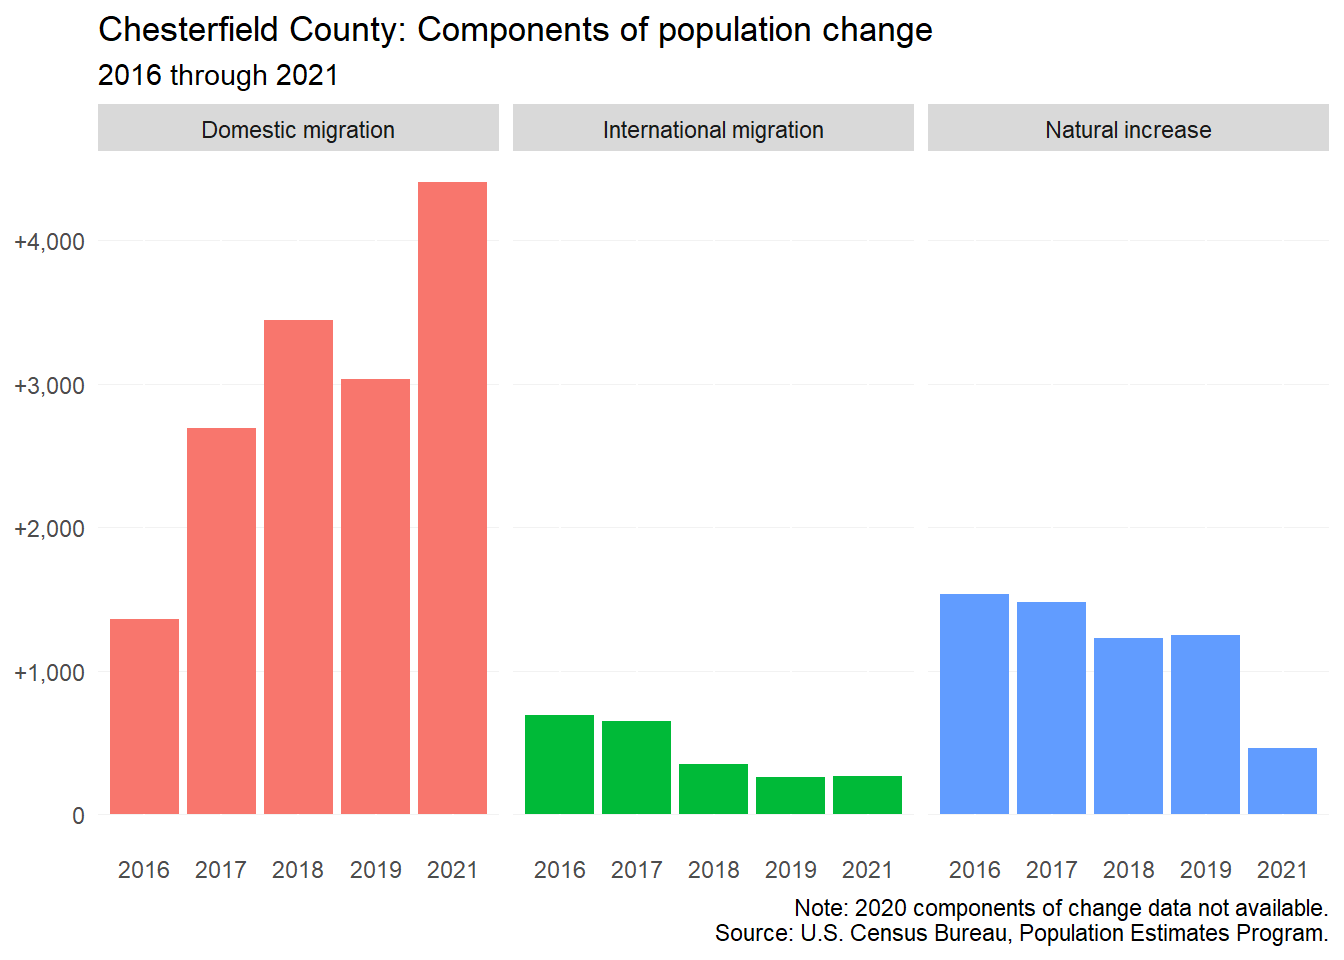 Chesterfield County: Components of population change
2016 through 2021
Domestic migration
International migration
Natural increase
+4,000
+3,000
+2,000
+1,000
0
2016 2017 2018 2019 2021
2016 2017 2018 2019 2021
2016 2017 2018 2019 2021
Note: 2020 components of change data not available.
Source: U.S. Census Bureau, Population Estimates Program.